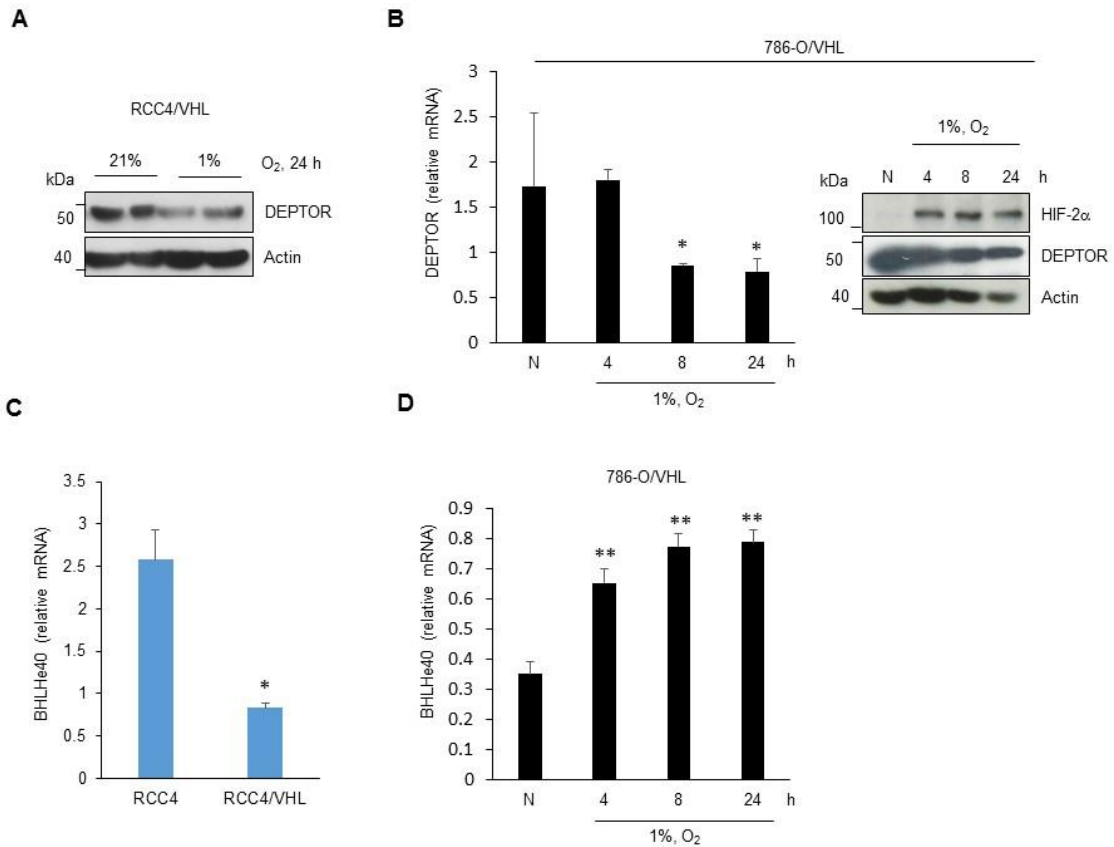 A
RCC4/VHL
21% 1% O2, 24 h
kDa
50 DEPTOR
40 Actin
B
786-O/VHL
DEPTOR (relative mRNA)
3
2.5
2
1.5
1
0.5
0
* *
N 4 8 24 h
1%, O2
1%, O2
kDa N 4 8 24 h
100 HIF-2α
50 DEPTOR
40 Actin
C
BHLHe40 (relative mRNA)
3.5
3
2.5
2
1.5
1
0.5
0
*
RCC4 RCC4/VHL
D
786-O/VHL
BHLHe40 (relative mRNA)
0.9
0.8
0.7
0.6
0.5
0.4
0.3
0.2
0.1
0
** ** **
N 4 8 24 h
1%, O2